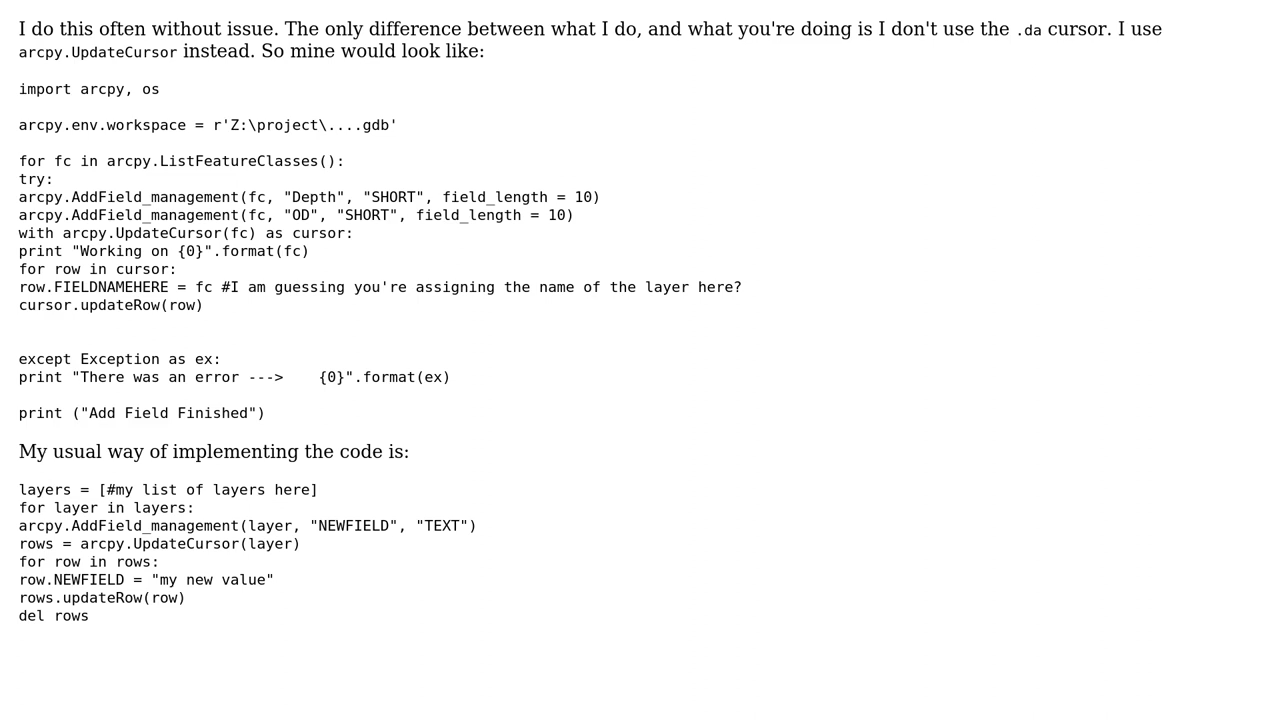 I do this often without issue. The only difference between what I do, and what you're doing is I don't use the .da cursor. I use
arcpy.UpdateCursor instead. So mine would look like:
import arcpy, os
arcpy.env.workspace = r'Z:\project\....gdb'
for fc in arcpy.ListFeatureClasses():
try:
arcpy.AddField_management(fc, "Depth", "SHORT", field_length = 10)
arcpy.AddField_management(fc, "OD", "SHORT", field_length = 10)
with arcpy.UpdateCursor(fc) as cursor:
print "Working on {0}".format(fc)
for row in cursor:
row.FIELDNAMEHERE = fc #I am guessing you're assigning the name of the layer here?
cursor.updateRow(row)
except Exception as ex:
print "There was an error --->    {0}".format(ex)
print ("Add Field Finished")
My usual way of implementing the code is:
layers = [#my list of layers here]
for layer in layers:
arcpy.AddField_management(layer, "NEWFIELD", "TEXT")
rows = arcpy.UpdateCursor(layer)
for row in rows:
row.NEWFIELD = "my new value"
rows.updateRow(row)
del rows